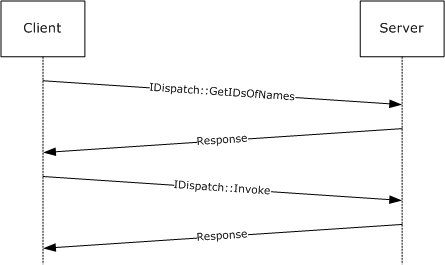 Client
Server
IDispatch::GetIDsOfNames
Response
IDispatch::Invoke
Response